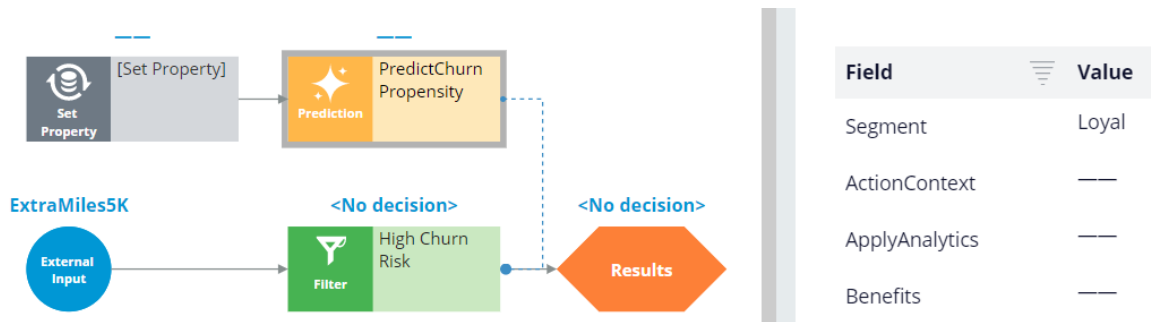 ——
——
[Set Property]
Set
Property
PredictChurn
Propensity
Prediction
ExtraMiles5K
<No decision>
<No decision>
External
Input
High Churn
Risk
Filter
Results
Field Value
Segment Loyal
ActionContext ——
ApplyAnalytics ——
Benefits ——